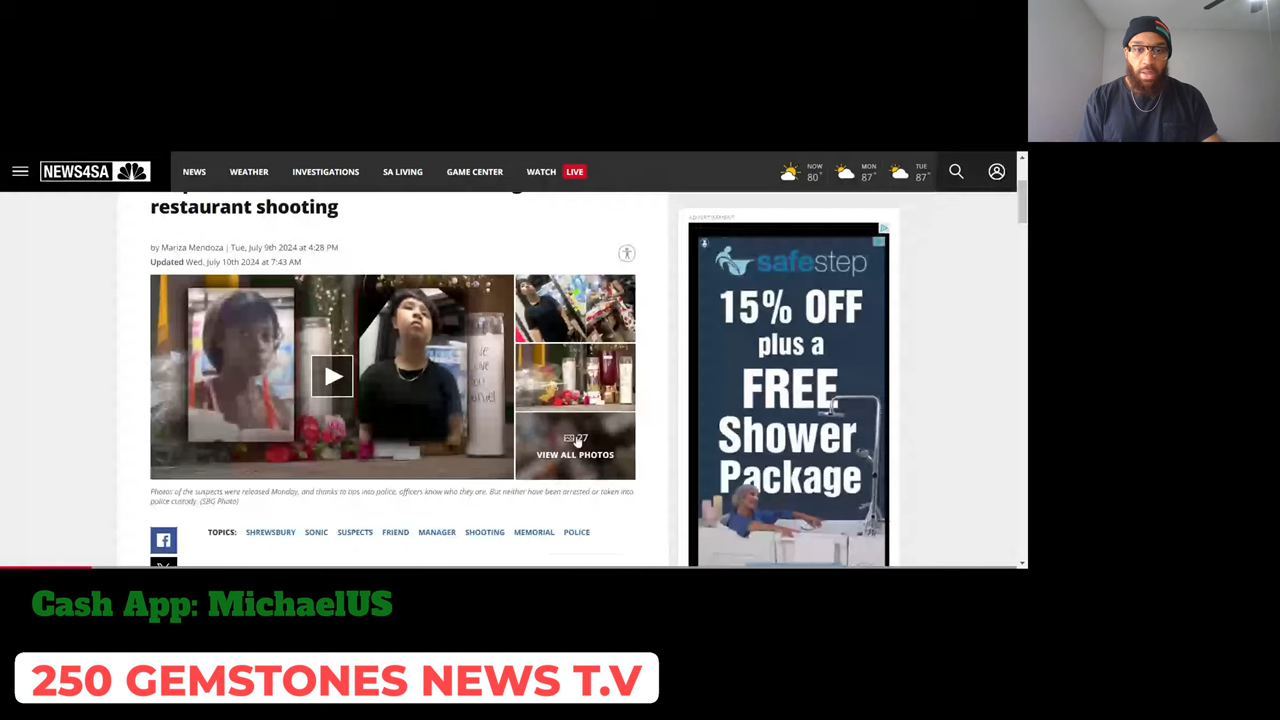 NEWS4SA
NEWS
WEATHER
INVESTIGATIONS
SA LIVING
GAME CENTER
WATCH LIVE
NOW
80°
MON
87°
TUE
87°
restaurant shooting
by Mariza Mendoza | Tue, July 9th 2024 at 4:28 PM
Updated Wed, July 10th 2024 at 7:43 AM
27
VIEW ALL PHOTOS
Photos of the suspects were released Monday, and thanks to tips into police, officers know who they are. But neither have been arrested or taken into
police custody. (SBG Photo)
TOPICS: SHREWSBURY SONIC SUSPECTS FRIEND MANAGER SHOOTING MEMORIAL POLICE
ADVERTISEMENT
safestep
15% OFF
plus a
FREE
Shower
Package
Cash App: MichaelUS
250 GEMSTONES NEWS T.V